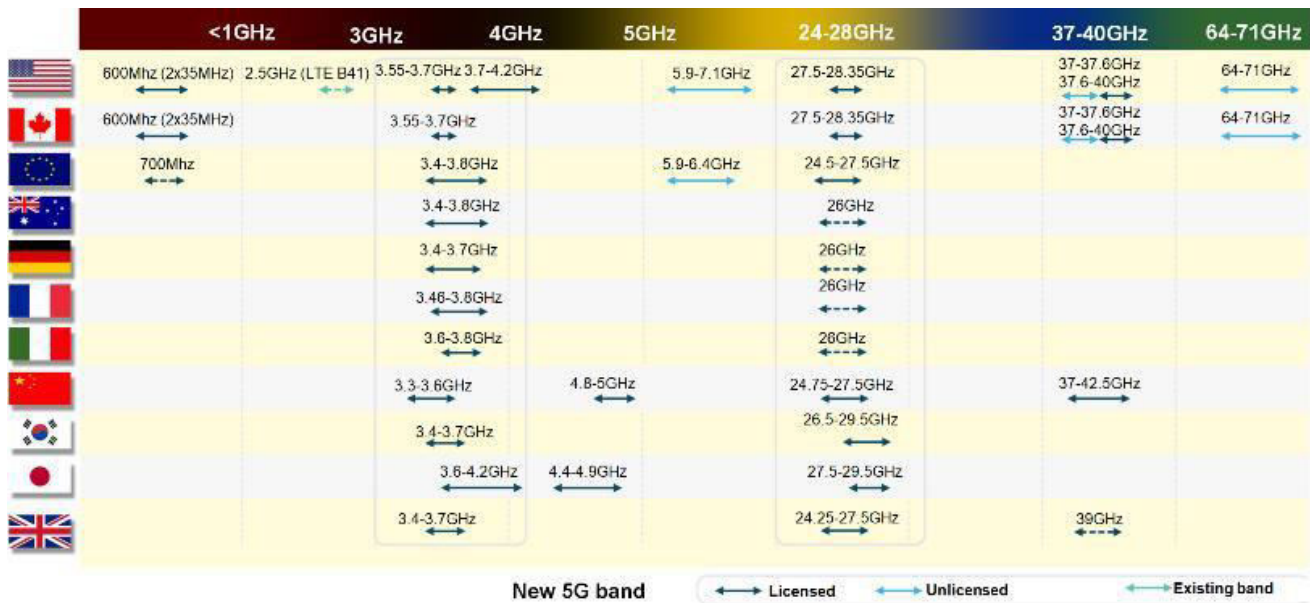 <1GHz 3GHz 4GHz 5GHz 24-28GHz 37-40GHz 64-71GHz
600Mhz (2x35MHz) 2.5GHz (LTE B41) 3.55-3.7GHz 3.7-4.2GHz 5.9-7.1GHz 27.5-28.35GHz 37-37.6GHz 64-71GHz
37.6-40GHz
600Mhz (2x35MHz) 3.55-3.7GHz 27.5-28.35GHz 37-37.6GHz 64-71GHz
37.6-40GHz
700Mhz 3.4-3.8GHz 5.9-6.4GHz 24.5-27.5GHz
3.4-3.8GHz 26GHz
3.4-3.7GHz 26GHz
3.46-3.8GHz 26GHz
3.6-3.8GHz 26GHz
3.3-3.6GHz 4.8-5GHz 24.75-27.5GHz 37-42.5GHz
3.4-3.7GHz 26.5-29.5GHz
3.6-4.2GHz 4.4-4.9GHz 27.5-29.5GHz
3.4-3.7GHz 24.25-27.5GHz 39GHz
New 5G band Licensed Unlicensed Existing band